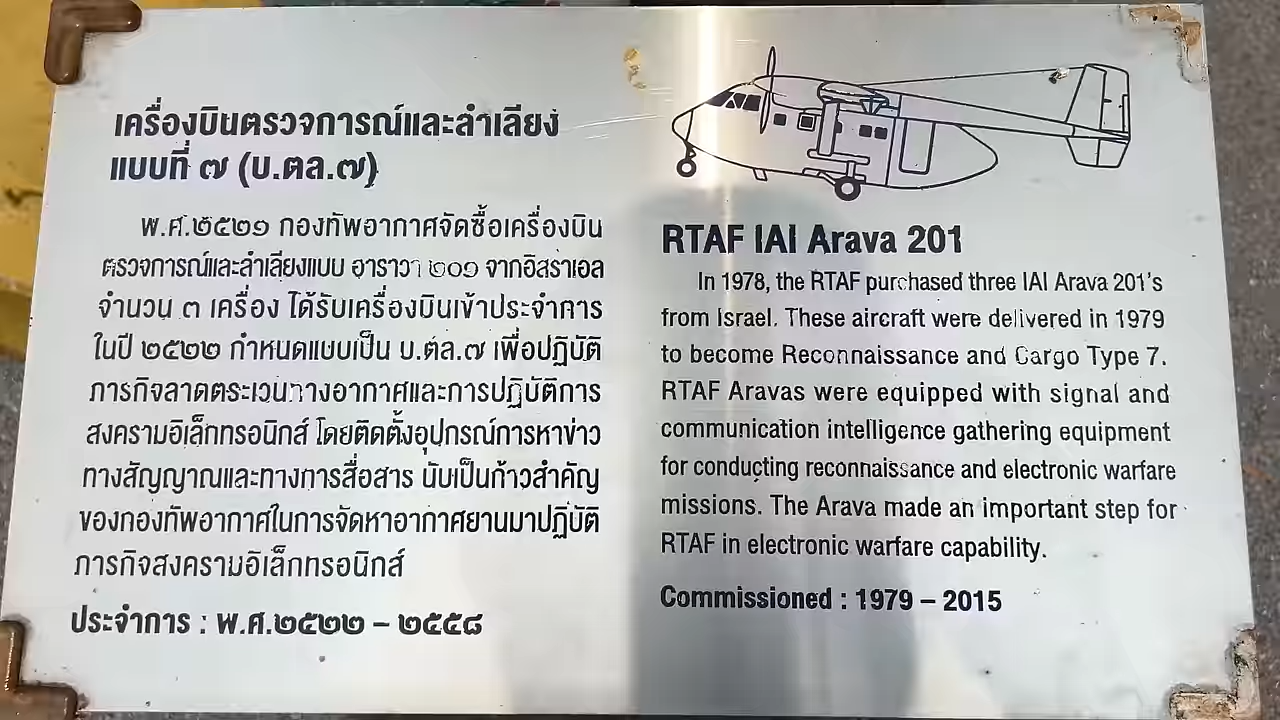 เครื่องบินตรวจการณ์และลำเลียง
แบบที่ ๗ (บ.ตล.๗)
พ.ศ.๒๕๒๑ กองทัพอากาศจัดซื้อเครื่องบิน
ตรวจการณ์และลำเลียงแบบ อาราวา ๒๐๑ จากอิสราเอล
จำนวน ๓ เครื่อง ได้รับเครื่องบินเข้าประจำการ
ในปี ๒๕๒๒ กำหนดแบบเป็น บ.ตล.๗ เพื่อปฏิบัติ
ภารกิจลาดตระเวนทางอากาศและการปฏิบัติการ
สงครามอิเล็กทรอนิกส์ โดยติดตั้งอุปกรณ์การหาข่าว
ทางสัญญาณและทางการสื่อสาร นับเป็นก้าวสำคัญ
ของกองทัพอากาศในการจัดหาอากาศยานมาปฏิบัติ
ภารกิจสงครามอิเล็กทรอนิกส์
ประจำการ : พ.ศ.๒๕๒๒ – ๒๕๕๘
RTAF IAI Arava 201
In 1978, the RTAF purchased three IAI Arava 201's
from Israel. These aircraft were delivered in 1979
to become Reconnaissance and Cargo Type 7.
RTAF Aravas were equipped with signal and
communication intelligence gathering equipment
for conducting reconnaissance and electronic warfare
missions. The Arava made an important step for
RTAF in electronic warfare capability.
Commissioned : 1979 – 2015